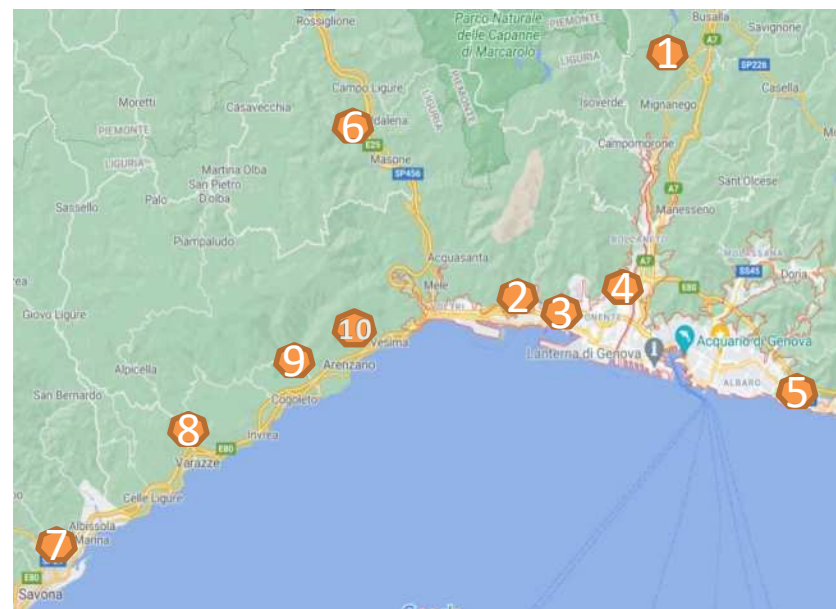 Rossiglione
Parco Naturale
delle Capanne
di Marcarolo
PIEMONTE
LIGURIA
Busalla
Savignone
A7
1
SP226
LIGURIA
Casella
Campo Ligure
Moretti
Casavecchia
Isoverde
Mignanego
PIEMONTE
LIGURIA
6
E25
Masone
Campomorone
SP456
Martina Olba
San Pietro
D'olba
Palo
Sassello
A7
Sant'Olcese
Manesseno
Piampaludo
Acquasanta
Mele
A7
SS45
Doria
E80
Giovo Ligure
2
3
4
10
Vesima
Acquario di Genova
Lanterna di Genova
9
Arenzano
Alpicella
San Bernardo
Cogoleto
ALBARO
5
8
Invrea
E80
Varazze
Celle Ligure
Albissola
Marina
7
E80
Savona